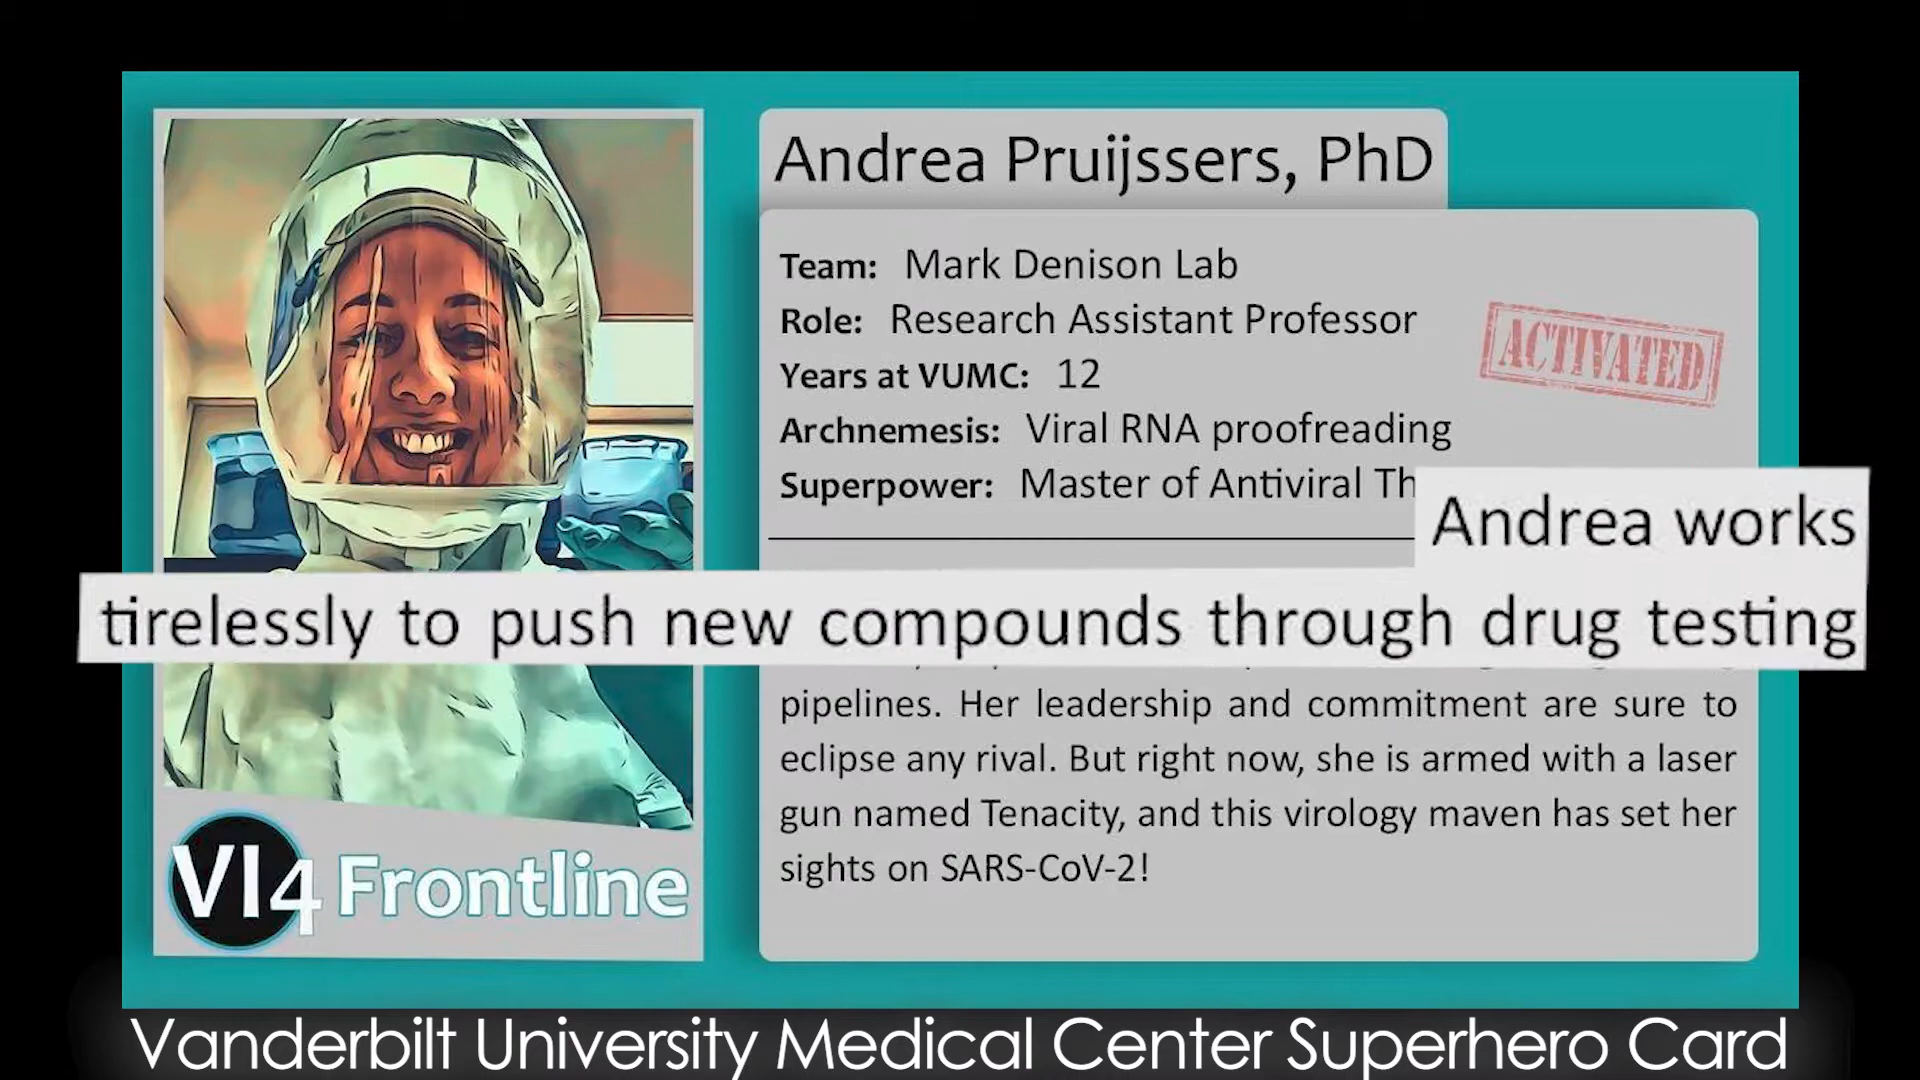 Andrea Pruijssers, PhD
Team: Mark Denison Lab
Role: Research Assistant Professor
Years at VUMC: 12
Archnemesis: Viral RNA proofreading
Superpower: Master of Antiviral Th
ACTIVATED
Andrea works
tirelessly to push new compounds through drug testing
pipelines. Her leadership and commitment are sure to
eclipse any rival. But right now, she is armed with a laser
gun named Tenacity, and this virology maven has set her
sights on SARS-CoV-2!
VI4 Frontline
Vanderbilt University Medical Center Superhero Card